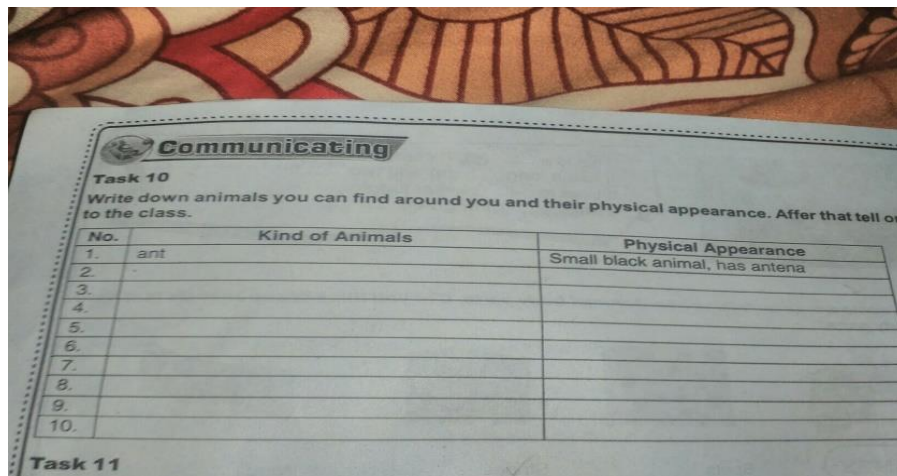 Communicating
Task 10
Write down animals you can find around you and their physical appearance. Affer that tell
to the class.
No. Kind of Animals Physical Appearance
1. ant Small black animal, has antena
2.
3.
4.
5.
6.
7.
8.
9.
10.
Task 11